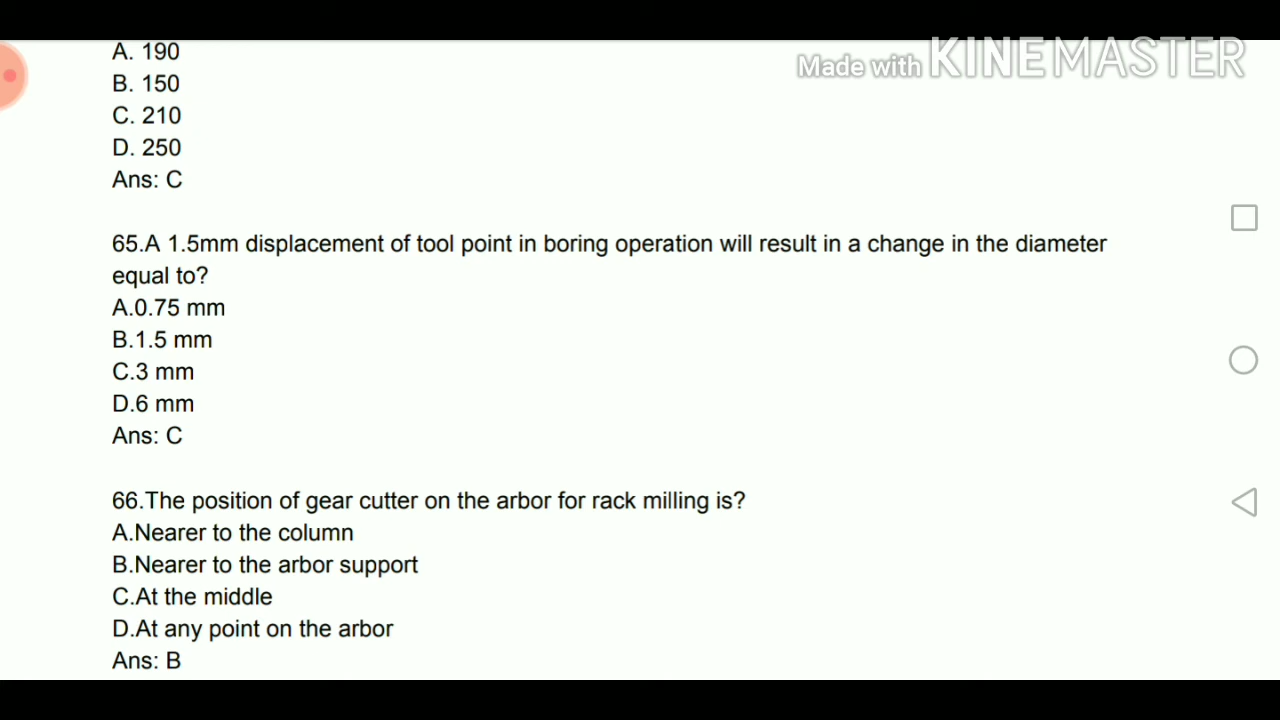 Made with KINEMASTER
A. 190
B. 150
C. 210
D. 250
Ans: C
65.A 1.5mm displacement of tool point in boring operation will result in a change in the diameter
equal to?
A.0.75 mm
B.1.5 mm
C.3 mm
D.6 mm
Ans: C
66.The position of gear cutter on the arbor for rack milling is?
A.Nearer to the column
B.Nearer to the arbor support
C.At the middle
D.At any point on the arbor
Ans: B